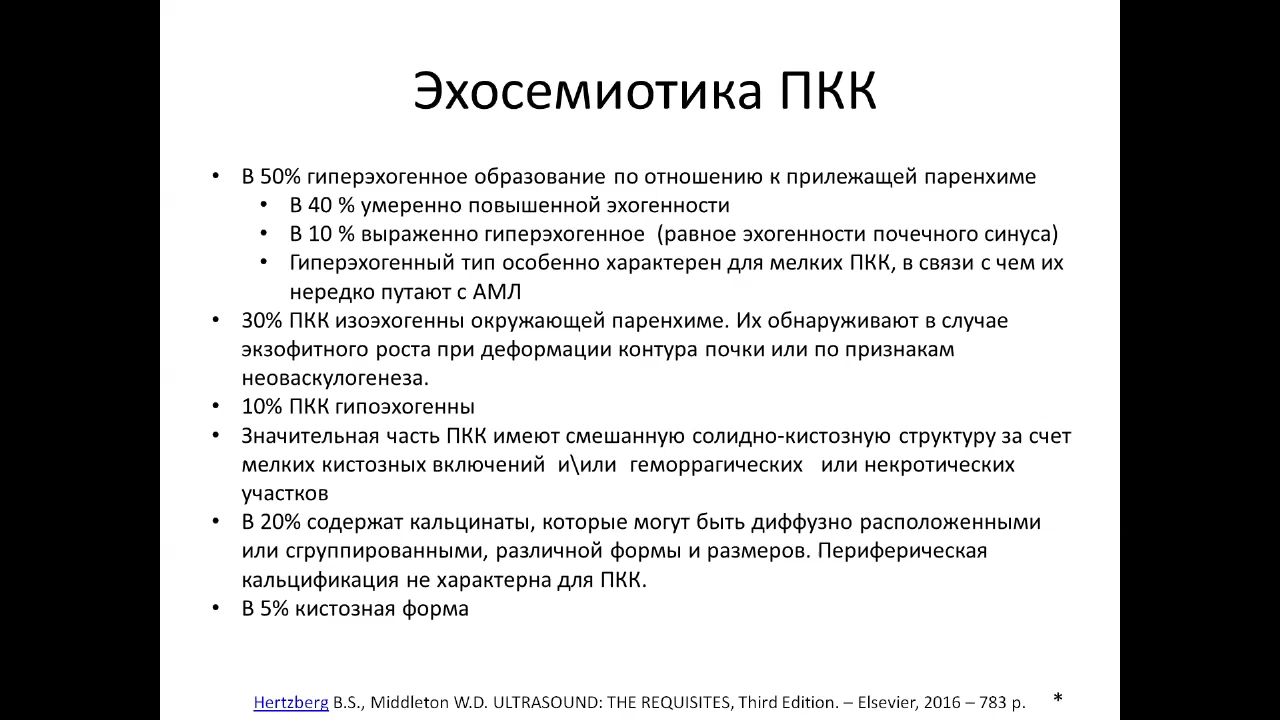 Эхосемиотика ПКК
• В 50% гиперэхогенное образование по отношению к прилежащей паренхиме
• В 40 % умеренно повышенной эхогенности
• В 10 % выраженно гиперэхогенное (равное эхогенности почечного синуса)
• Гиперэхогенный тип особенно характерен для мелких ПКК, в связи с чем их
нередко путают с АМЛ
• 30% ПКК изоэхогенны окружающей паренхиме. Их обнаруживают в случае
экзофитного роста при деформации контура почки или по признакам
неоваскулогенеза.
• 10% ПКК гипоэхогенны
• Значительная часть ПКК имеют смешанную солидно-кистозную структуру за счет
мелких кистозных включений и\или геморрагических или некротических
участков
• В 20% содержат кальцинаты, которые могут быть диффузно расположенными
или сгруппированными, различной формы и размеров. Периферическая
кальцификация не характерна для ПКК.
• В 5% кистозная форма
Hertzberg B.S., Middleton W.D. ULTRASOUND: THE REQUISITES, Third Edition. – Elsevier, 2016 – 783 p. *